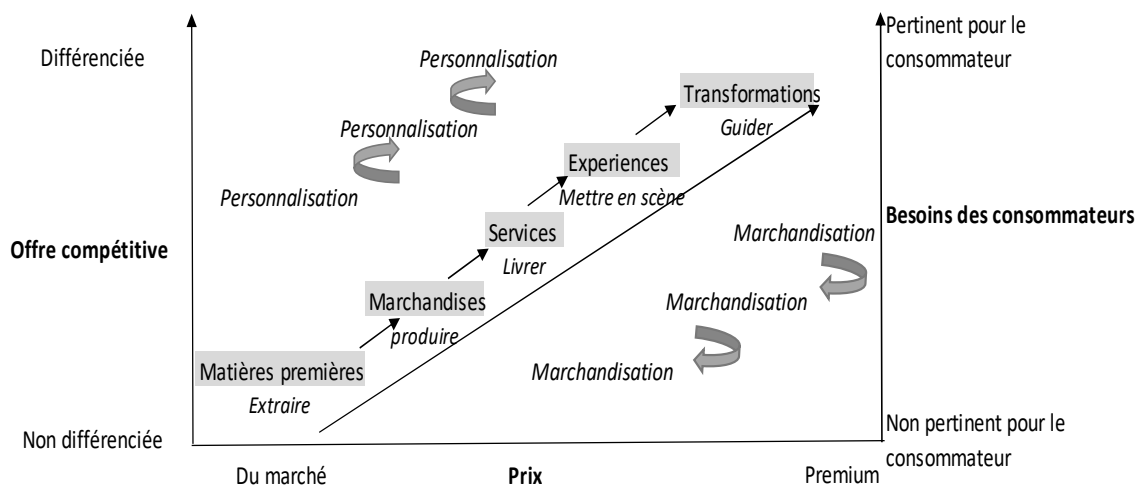 Pertinent pour le
consommateur
Différenciée
Personnalisation
Transformations
Guider
Personnalisation
Experiences
Mettre en scène
Personnalisation
Besoins des consommateurs
Services
Marchandisation
Offre compétitive
Livrer
Marchandises
Marchandisation
produire
Matières premières
Marchandisation
Extraire
Non différenciée
Non pertinent pour le
consommateur
Du marché
Prix
Premium